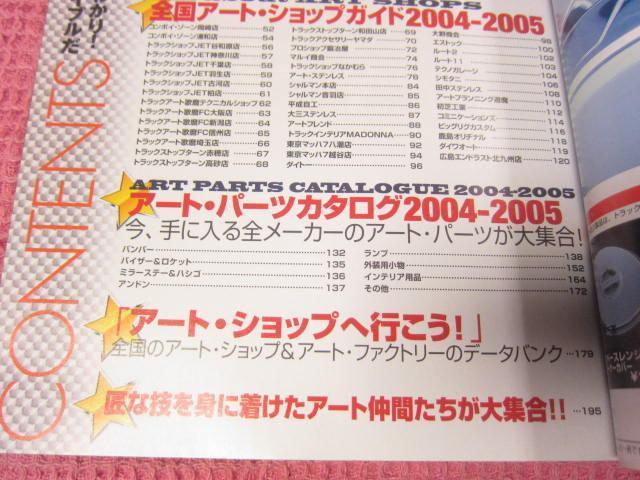 CONTENTS
ART SHOPS
全国アート・ショップガイド2004-2005
コンボイ・ゾーン岡崎店 52
コンボイ・ゾーン浦和店 54
トラックショップJET谷和原店 56
トラックショップJET神奈川店 57
トラックショップJET千葉店 58
トラックショップJET羽生店 59
トラックショップJET古河店 60
トラックショップJET柏店 61
トラックアート歌麿テクニカルショップ 62
トラックアート歌麿FC大阪店 63
トラックアート歌麿FC新潟店 64
トラックアート歌麿FC信州店 65
トラックアート歌麿埼玉店 66
トラックストップターン赤穂店 67
トラックストップターン高砂店 68
トラックストップターン和田山店 69
トラックアクセサリーヤマダ 70
プロショップ鍛冶屋 72
マルイ商会 74
トラックショップなかむら 76
アート・ステンレス 78
シャルマン本店 84
シャルマン音羽店 85
平成自工 86
大三ステンレス 87
アートフレンド 88
トラックインテリアMADONNA 90
東京マッハ7八潮店 92
東京マッハ7越谷店 94
ダイトー 96
大野商会
エストック 98
ルート2 100
ルート11 102
テクノガレージ 103
シモタニ 104
田中ステンレス 106
アートプランニング遊魔 108
初芝工業 110
コミニケーションズ 112
ビッグリグカスタム 114
鹿島オリジナル 116
ダイワオート 118
広島エンドラスト北九州店 119
120
ART PARTS CATALOGUE 2004-2005
アート・パーツカタログ2004-2005
今、手に入る全メーカーのアート・パーツが大集合!
バンパー 132
バイザー&ロケット 135
ミラーステー&ハシゴ 136
アンドン 137
ランプ 138
外装用小物 152
インテリア用品 164
その他 172
「アート・ショップへ行こう!」
全国のアート・ショップ&アート・ファクトリーのデータバンク …179
匠な技を身に着けたアート仲間たちが大集合!! …195